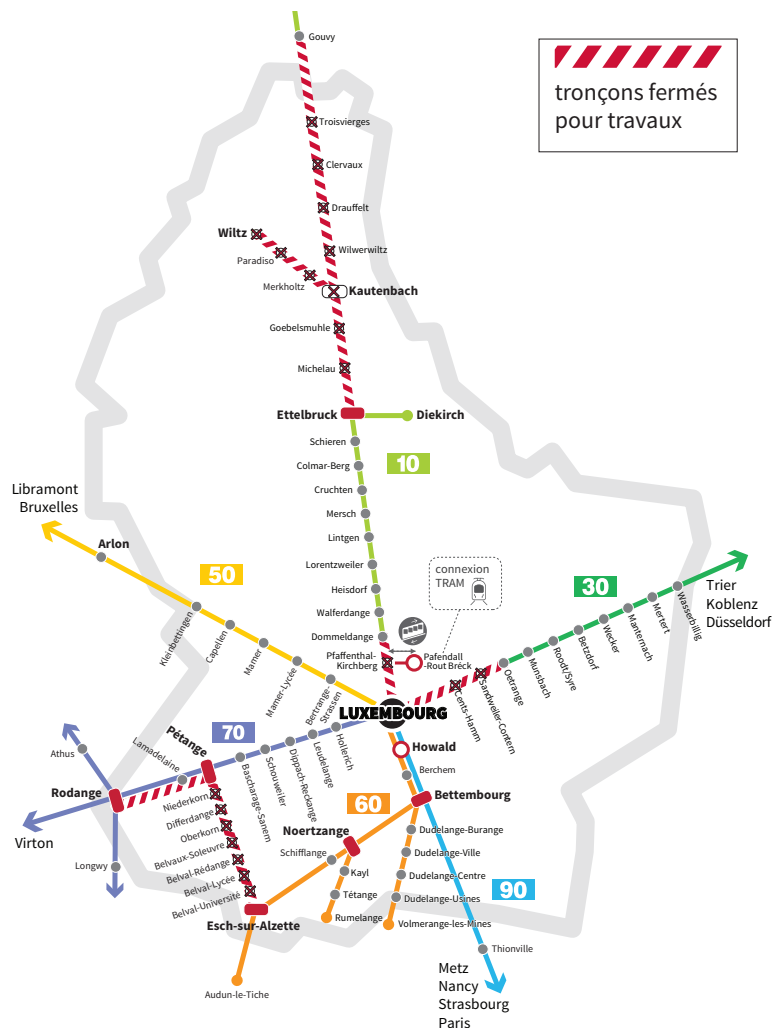 Gouvy
tronçons fermés
pour travaux
Troisvierges
Clervaux
Drauffelt
Wiltz
Paradiso
Wilwerwiltz
Merkholtz
Kautenbach
Goebelsmuhle
Michelau
Ettelbruck
Diekirch
Schieren
10
Colmar-Berg
Cruchten
Mersch
Lintgen
Libramont
Bruxelles
Arlon
50
Lorentzweiler
connexion
TRAM
30
Trier
Koblenz
Düsseldorf
Heisdorf
Walferdange
Dommeldange
Pfaffenthal-
Kirchberg
Pafendall
-Rout Bréck
Kleinbettingen
Capellen
Mamer
Mamer-Lycée
Bertrange-
Strassen
LUXEMBOURG
Cents-Hamm
Sandweiler-Contern
Oetrange
Munsbach
Roodt/Syre
Betzdorf
Wecker
Manternach
Mertert
Wasserbillig
70
Athus
Lamadelaine
Pétange
Rodange
Virton
Longwy
Bascharage-Sanem
Schouweiler
Dippach-Reckange
Leudelange
Hollerich
Howald
Berchem
Bettembourg
60
Niederkorn
Differdange
Oberkorn
Belvaux-Soleuvre
Belval-Rédange
Belval-Lycée
Belval-Université
Noertzange
Schifflange
Kayl
Tétange
Rumelange
Dudelange-Burange
Dudelange-Ville
Dudelange-Centre
Dudelange-Usines
Volmerange-les-Mines
90
Esch-sur-Alzette
Audun-le-Tiche
Thionville
Metz
Nancy
Strasbourg
Paris